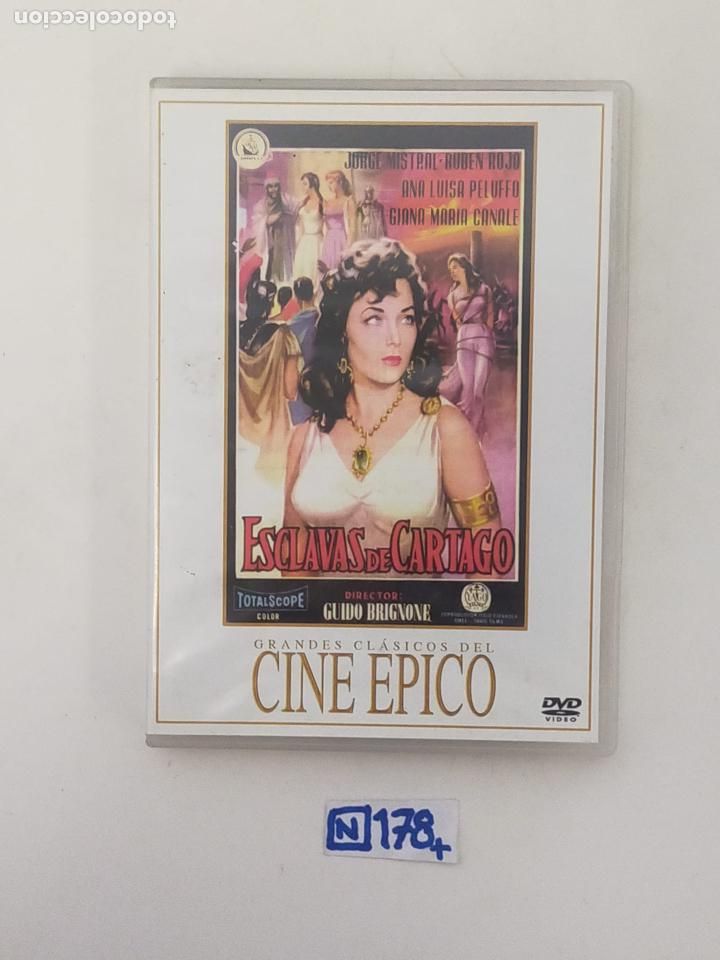 todocoleccion
JORGE MISTRAL · RUBEN ROJO
ANA LUISA PELUFFO
GIANA MARIA CANALE
ESCLAVAS DE CARTAGO
TOTALSCOPE
COLOR
DIRECTOR:
GUIDO BRIGNONE
YAGO
GRANDES CLÁSICOS DEL
CINE EPICO
DVD
VIDEO
N 178+